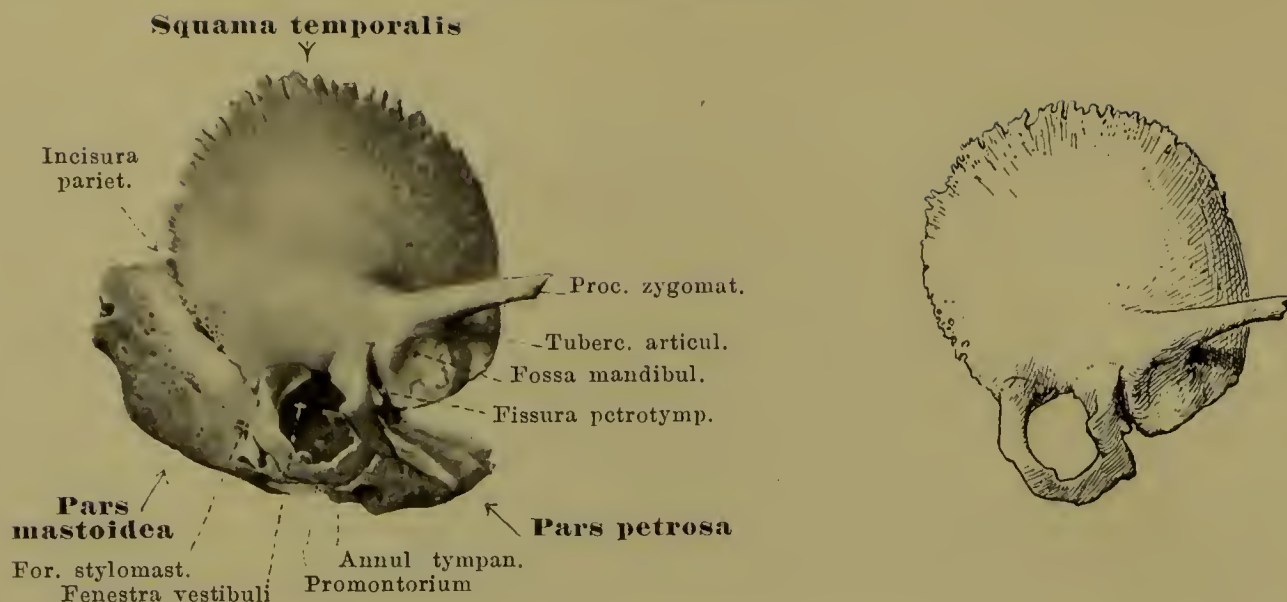 Squama temporalis
Incisura
pariet.
Proc. zygomat.
Tuberc. articul.
Fossa mandibul.
Fissura pctrotymp.
Pars
mastoidea
Pars petrosa
For. stylomast.
Annul tympan.
Fenestra vestibuli
Promontorium